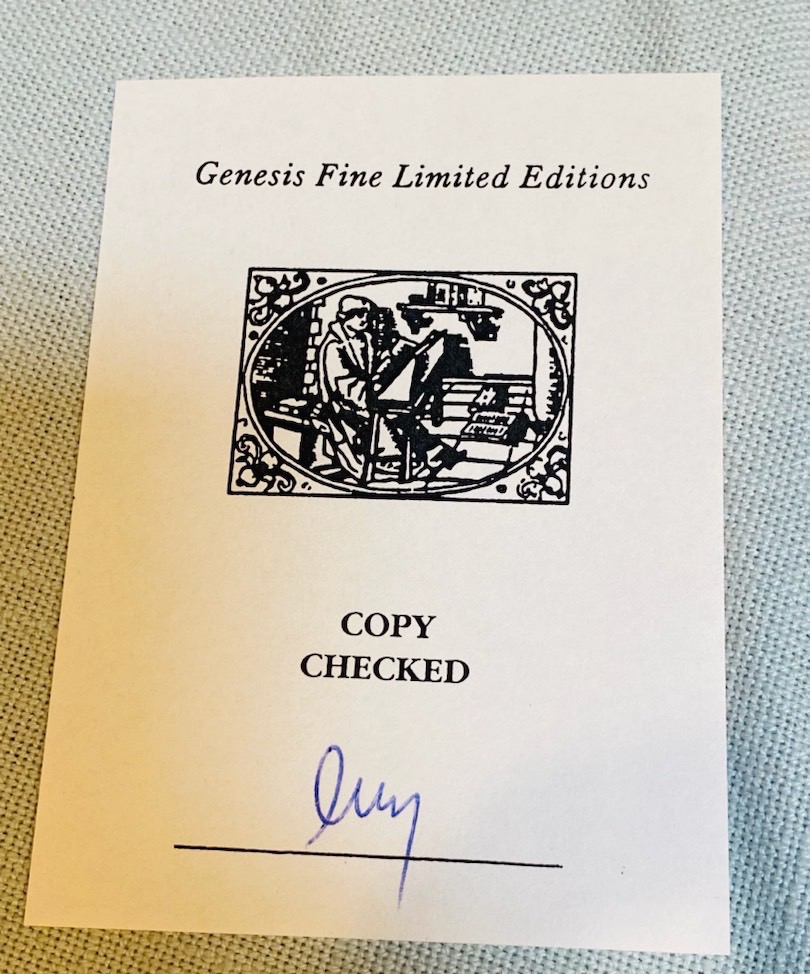 Genesis Fine Limited Editions
COPY
CHECKED